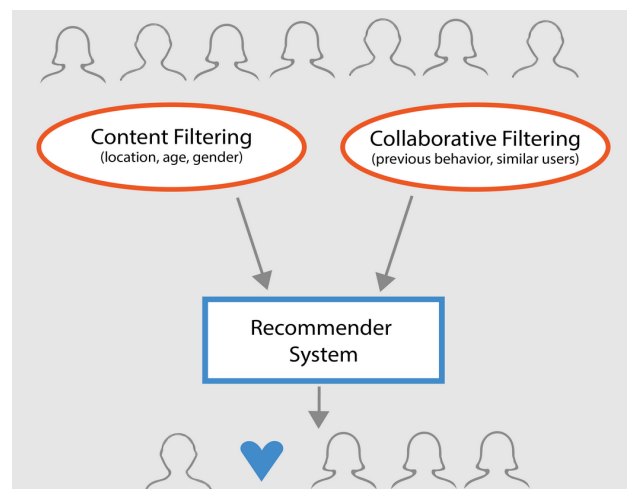 Content Filtering
(location, age, gender)
Collaborative Filtering
(previous behavior, similar users)
Recommender
System